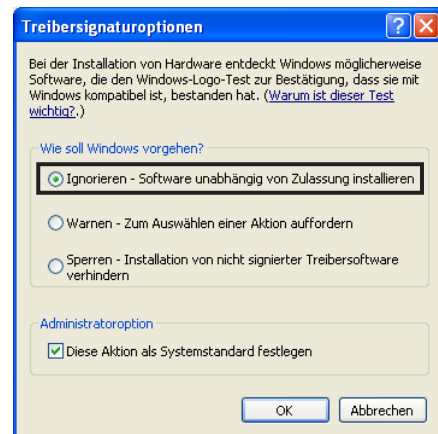 Treibersignaturoptionen
Bei der Installation von Hardware entdeckt Windows möglicherweise
Software, die den Windows-Logo-Test zur Bestätigung, dass sie mit
Windows kompatibel ist, bestanden hat. (Warum ist dieser Test
wichtig?.)
Wie soll Windows vorgehen?
Ignorieren - Software unabhängig von Zulassung installieren
Warnen - Zum Auswählen einer Aktion auffordern
Sperren - Installation von nicht signierter Treibersoftware
verhindern
Administratoroption
Diese Aktion als Systemstandard festlegen
OK Abbrechen